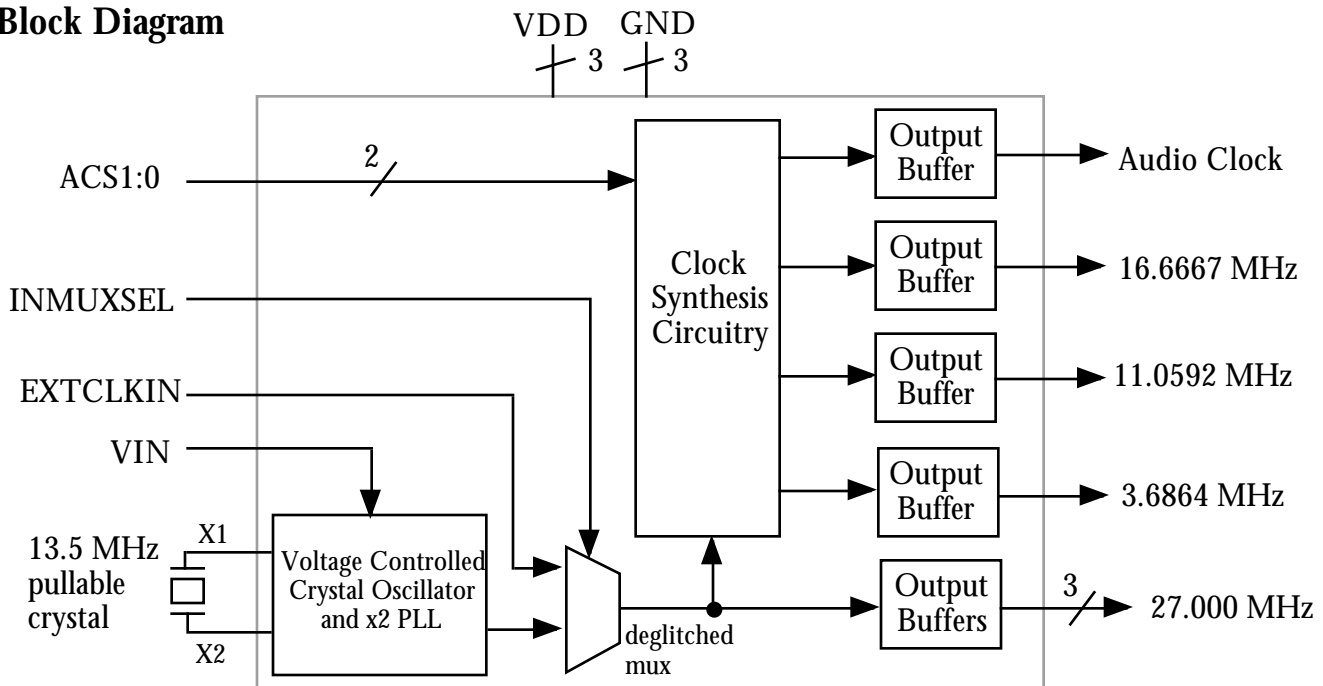 Block Diagram
VDD
GND
3
3
ACS1:0
2
Output
Buffer
Audio Clock
INMUXSEL
Clock
Synthesis
Circuitry
Output
Buffer
16.6667 MHz
EXTCLKIN
Output
Buffer
11.0592 MHz
VIN
Output
Buffer
3.6864 MHz
13.5 MHz
pullable
crystal
X1
X2
Voltage Controlled
Crystal Oscillator
and x2 PLL
deglitched
mux
Output
Buffers
3
27.000 MHz